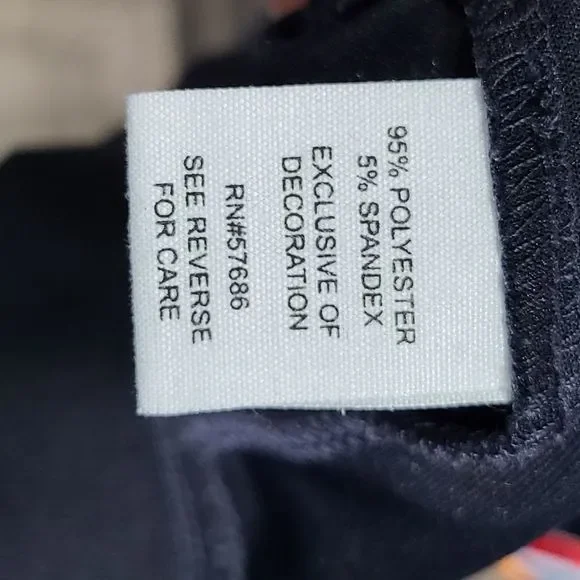 95% POLYESTER
5% SPANDEX
EXCLUSIVE OF
DECORATION
RN#57686
SEE REVERSE
FOR CARE